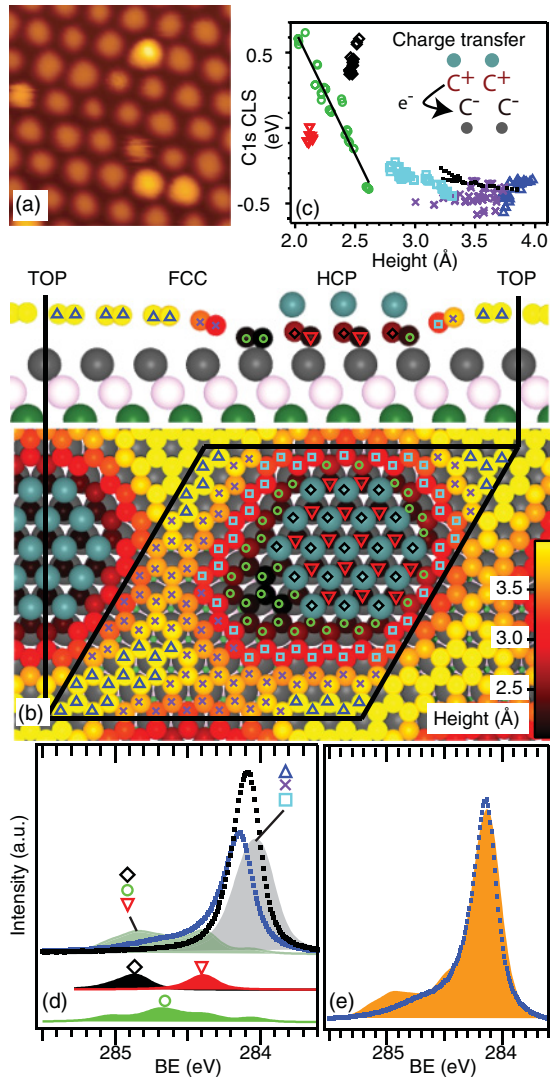 (a)
C1s CLS
(eV)
0.5
-0.5
Charge transfer
C+ C+
e-
C- C-
(c)
2.0 2.5 3.0 3.5 4.0
Height (Å)
TOP FCC HCP TOP
3.5
3.0
2.5
(b)
Height (Å)
Intensity (a.u.)
(d)
(e)
285 284
285 284
BE (eV)
BE (eV)